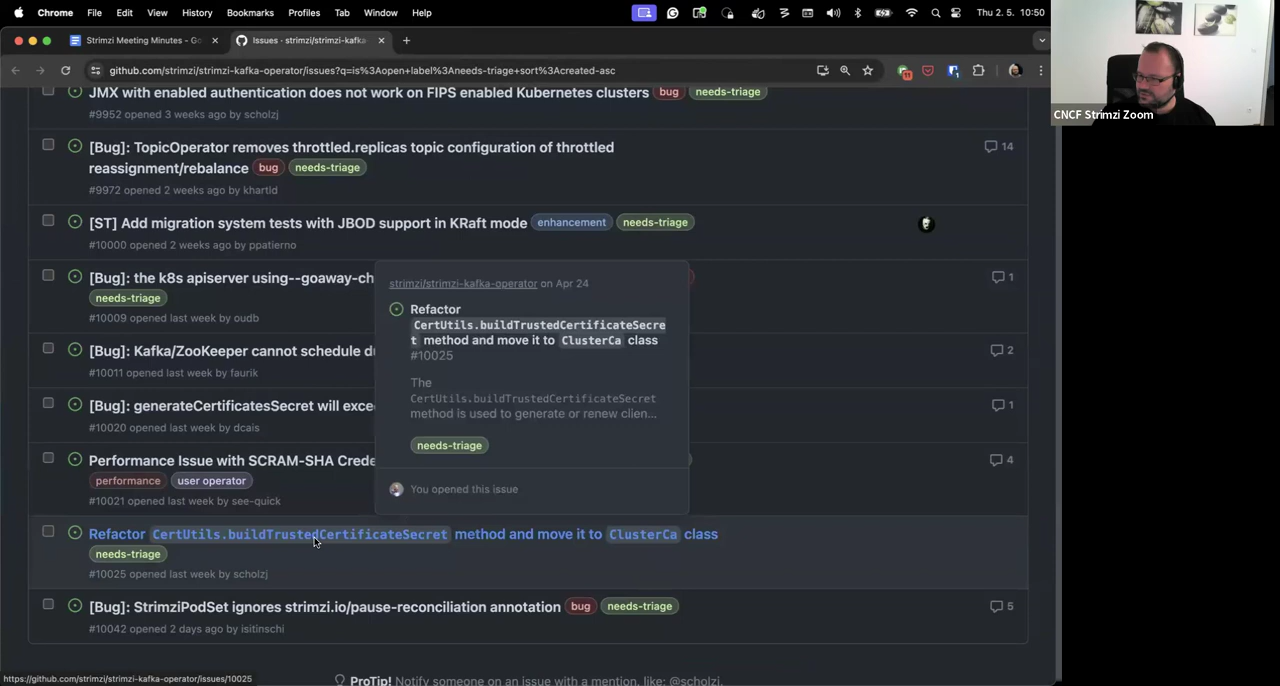 Chrome File Edit View History Bookmarks Profiles Tab Window Help Thu 2. 5. 10:50
Strimzi Meeting Minutes - Go
Issues · strimzi/strimzi-kafka
github.com/strimzi/strimzi-kafka-operator/issues?q=is%3Aopen+label%3Aneeds-triage+sort%3Acreated-asc
11
CNCF Strimzi Zoom
JMX with enabled authentication does not work on FIPS enabled Kubernetes clusters bug needs-triage
#9952 opened 3 weeks ago by scholzj
[Bug]: TopicOperator removes throttled.replicas topic configuration of throttled
reassignment/rebalance bug needs-triage
14
#9972 opened 2 weeks ago by khartld
[ST] Add migration system tests with JBOD support in KRaft mode enhancement needs-triage
#10000 opened 2 weeks ago by ppatierno
[Bug]: the k8s apiserver using--goaway-ch
1
needs-triage
#10009 opened last week by oudb
[Bug]: Kafka/ZooKeeper cannot schedule d
2
#10011 opened last week by faurik
[Bug]: generateCertificatesSecret will exce
1
#10020 opened last week by dcais
Performance Issue with SCRAM-SHA Crede
4
performance user operator
#10021 opened last week by see-quick
strimzi/strimzi-kafka-operator on Apr 24
Refactor
CertUtils.buildTrustedCertificateSecre
t method and move it to ClusterCa class
#10025
The
CertUtils.buildTrustedCertificateSecret
method is used to generate or renew clien...
needs-triage
You opened this issue
Refactor CertUtils.buildTrustedCertificateSecret method and move it to ClusterCa class
needs-triage
#10025 opened last week by scholzj
[Bug]: StrimziPodSet ignores strimzi.io/pause-reconciliation annotation bug needs-triage
5
#10042 opened 2 days ago by isitinschi
https://github.com/strimzi/strimzi-kafka-operator/issues/10025
ProTip! Notify someone on an issue with a mention, like: @scholzj.